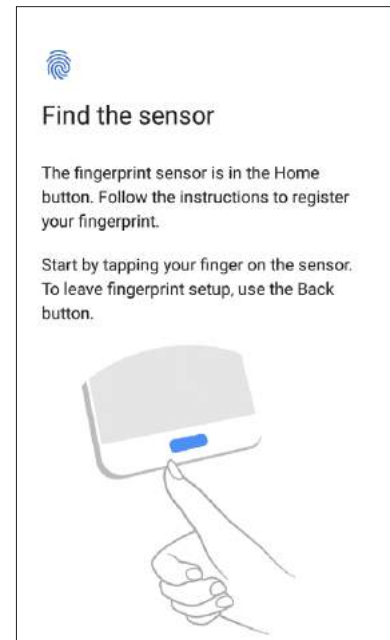 Find the sensor
The fingerprint sensor is in the Home
button. Follow the instructions to register
your fingerprint.
Start by tapping your finger on the sensor.
To leave fingerprint setup, use the Back
button.